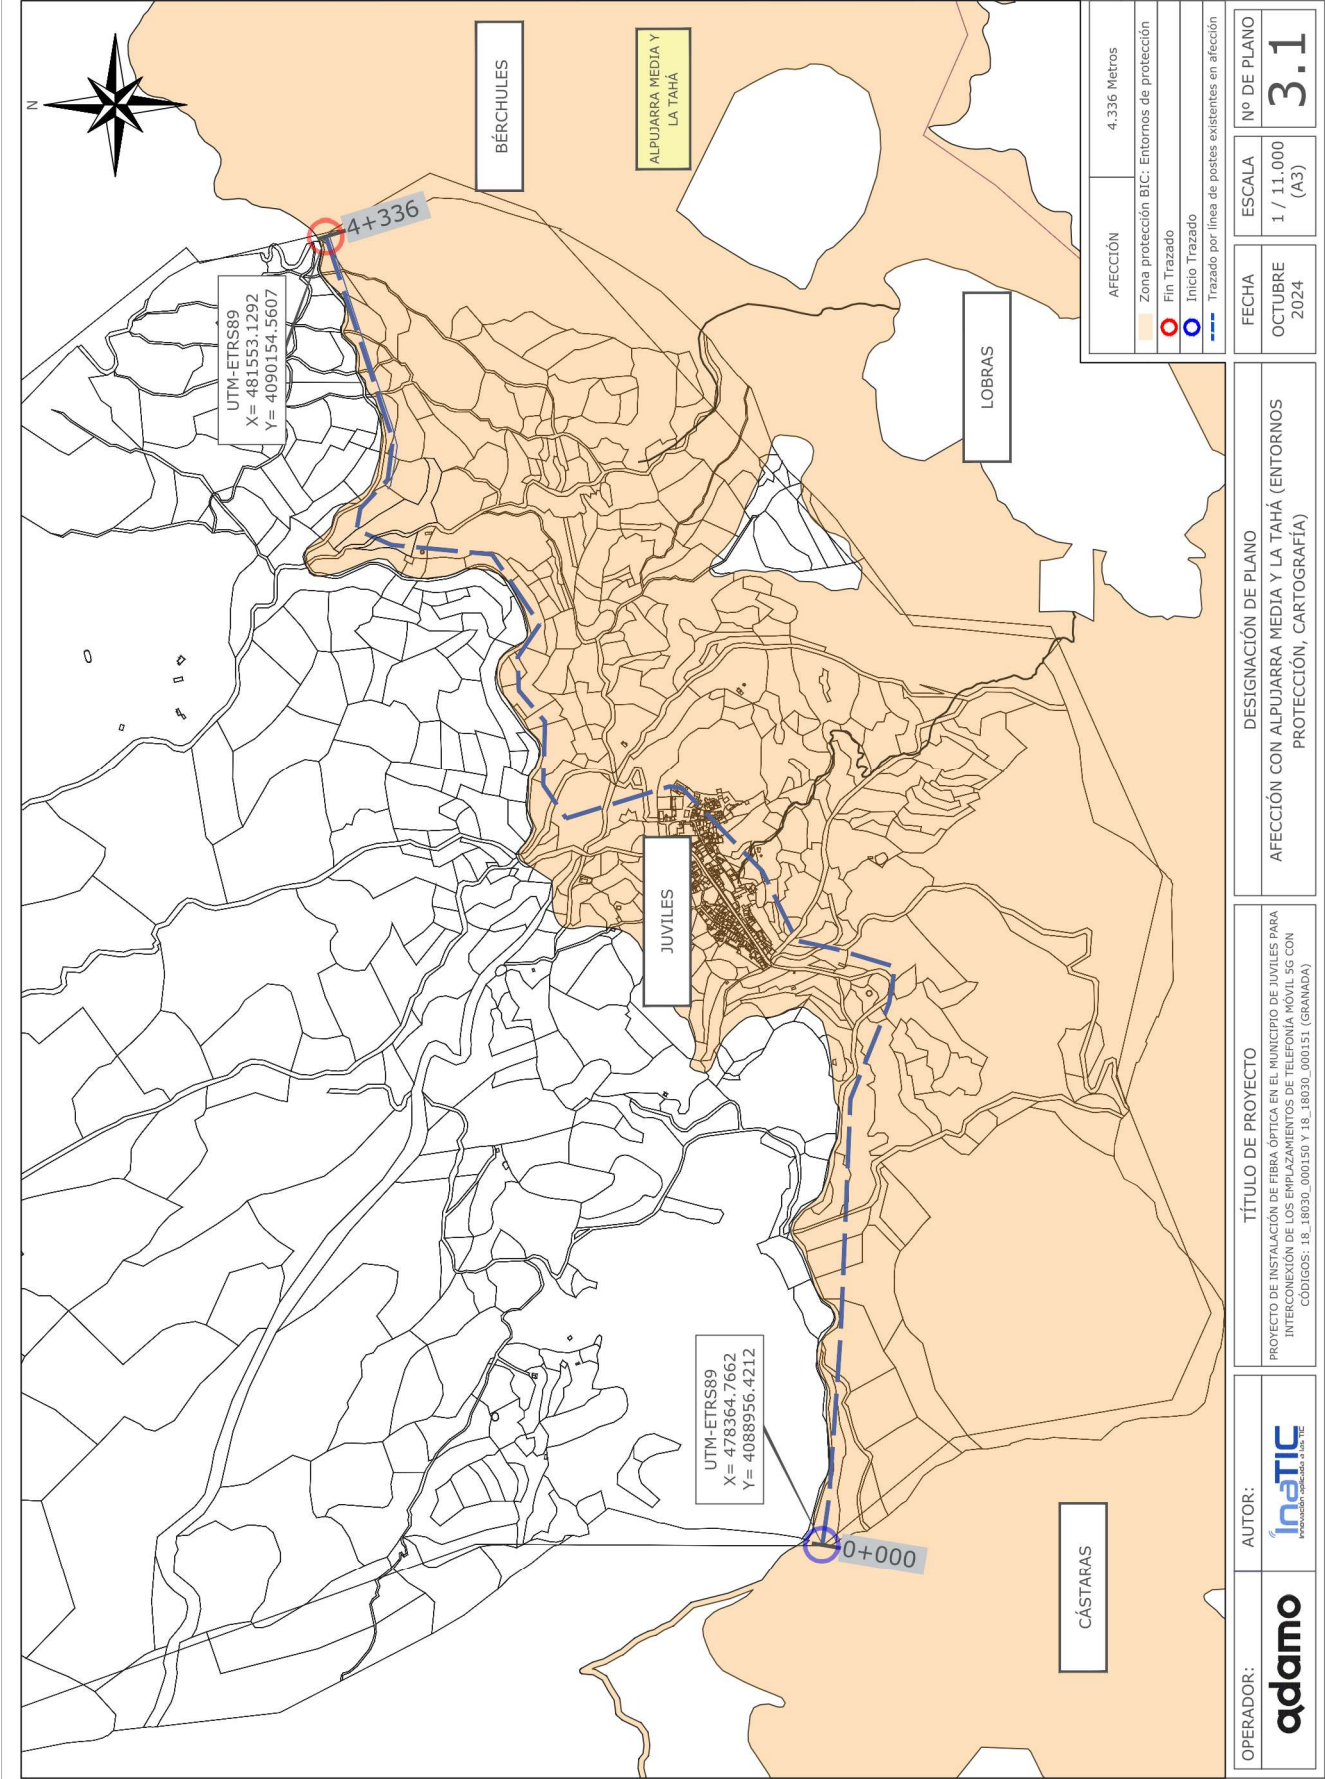 N
UTM-ETRS89
X= 481553.1292
Y= 4090154.5607
4+336
BÉRCHULES
ALPUJARRA MEDIA Y
LA TAHÁ
JUVILES
LOBRAS
UTM-ETRS89
X= 478364.7662
Y= 4088956.4212
0+000
CÁSTARAS
AFECCIÓN
4.336 Metros
Zona protección BIC: Entornos de protección
Fin Trazado
Inicio Trazado
Trazado por línea de postes existentes en afección
OPERADOR:
adamo
AUTOR:
inaTIC
Innovación aplicada a las TIC
TÍTULO DE PROYECTO
PROYECTO DE INSTALACIÓN DE FIBRA ÓPTICA EN EL MUNICIPIO DE JUVILES PARA
INTERCONEXIÓN DE LOS EMPLAZAMIENTOS DE TELEFONÍA MÓVIL 5G CON
CÓDIGOS: 18_18030_000150 Y 18_18030_000151 (GRANADA)
DESIGNACIÓN DE PLANO
AFECCIÓN CON ALPUJARRA MEDIA Y LA TAHÁ (ENTORNOS
PROTECCIÓN, CARTOGRAFÍA)
FECHA
OCTUBRE
2024
ESCALA
1 / 11.000
(A3)
Nº DE PLANO
3.1